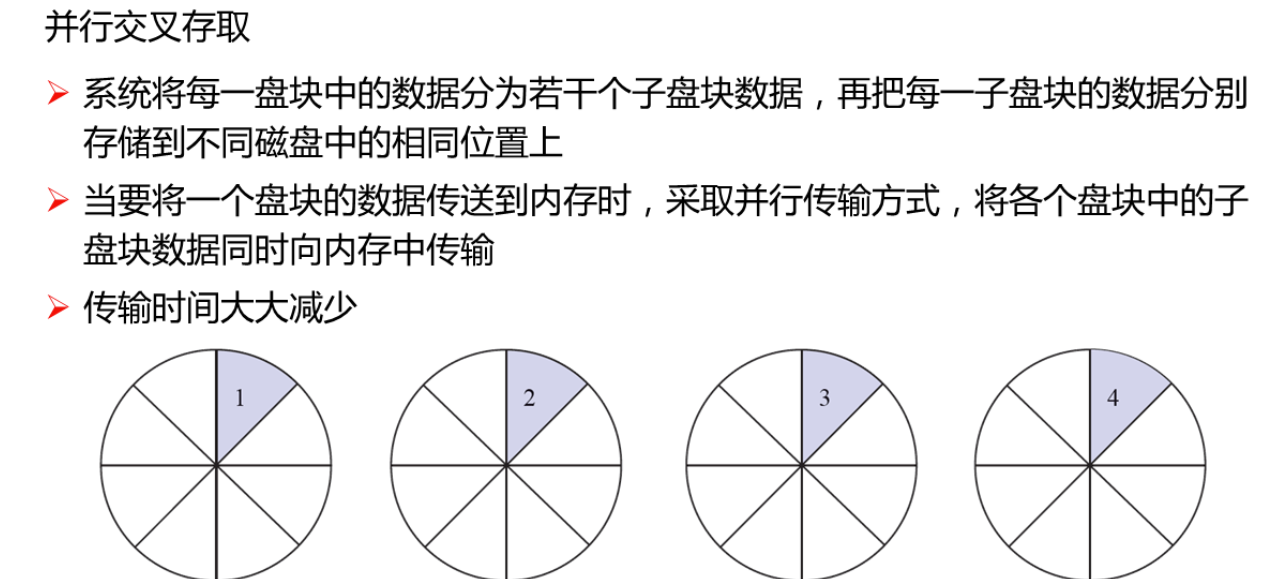 并行交叉存取
系统将每一盘块中的数据分为若干个子盘块数据，再把每一子盘块的数据分别
存储到不同磁盘中的相同位置上
当要将一个盘块的数据传送到内存时，采取并行传输方式，将各个盘块中的子
盘块数据同时向内存中传输
传输时间大大减少
1 2 3 4